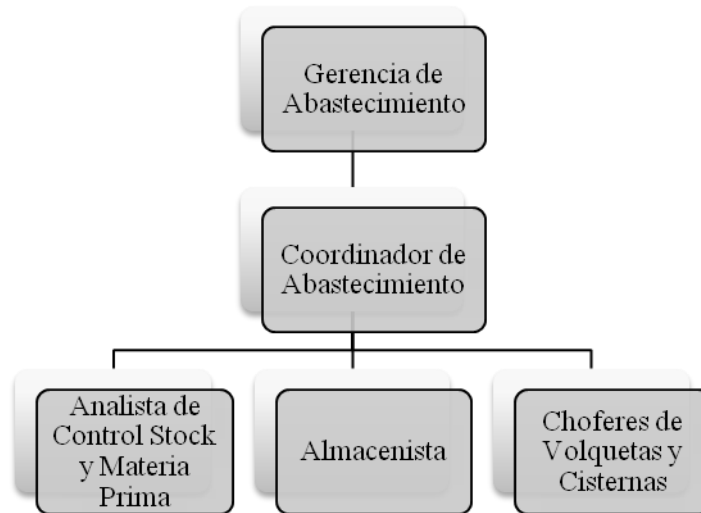 Gerencia de
Abastecimiento
Coordinador de
Abastecimiento
Analista de
Control Stock
y Materia
Prima
Almacenista
Choferes de
Volquetas y
Cisternas